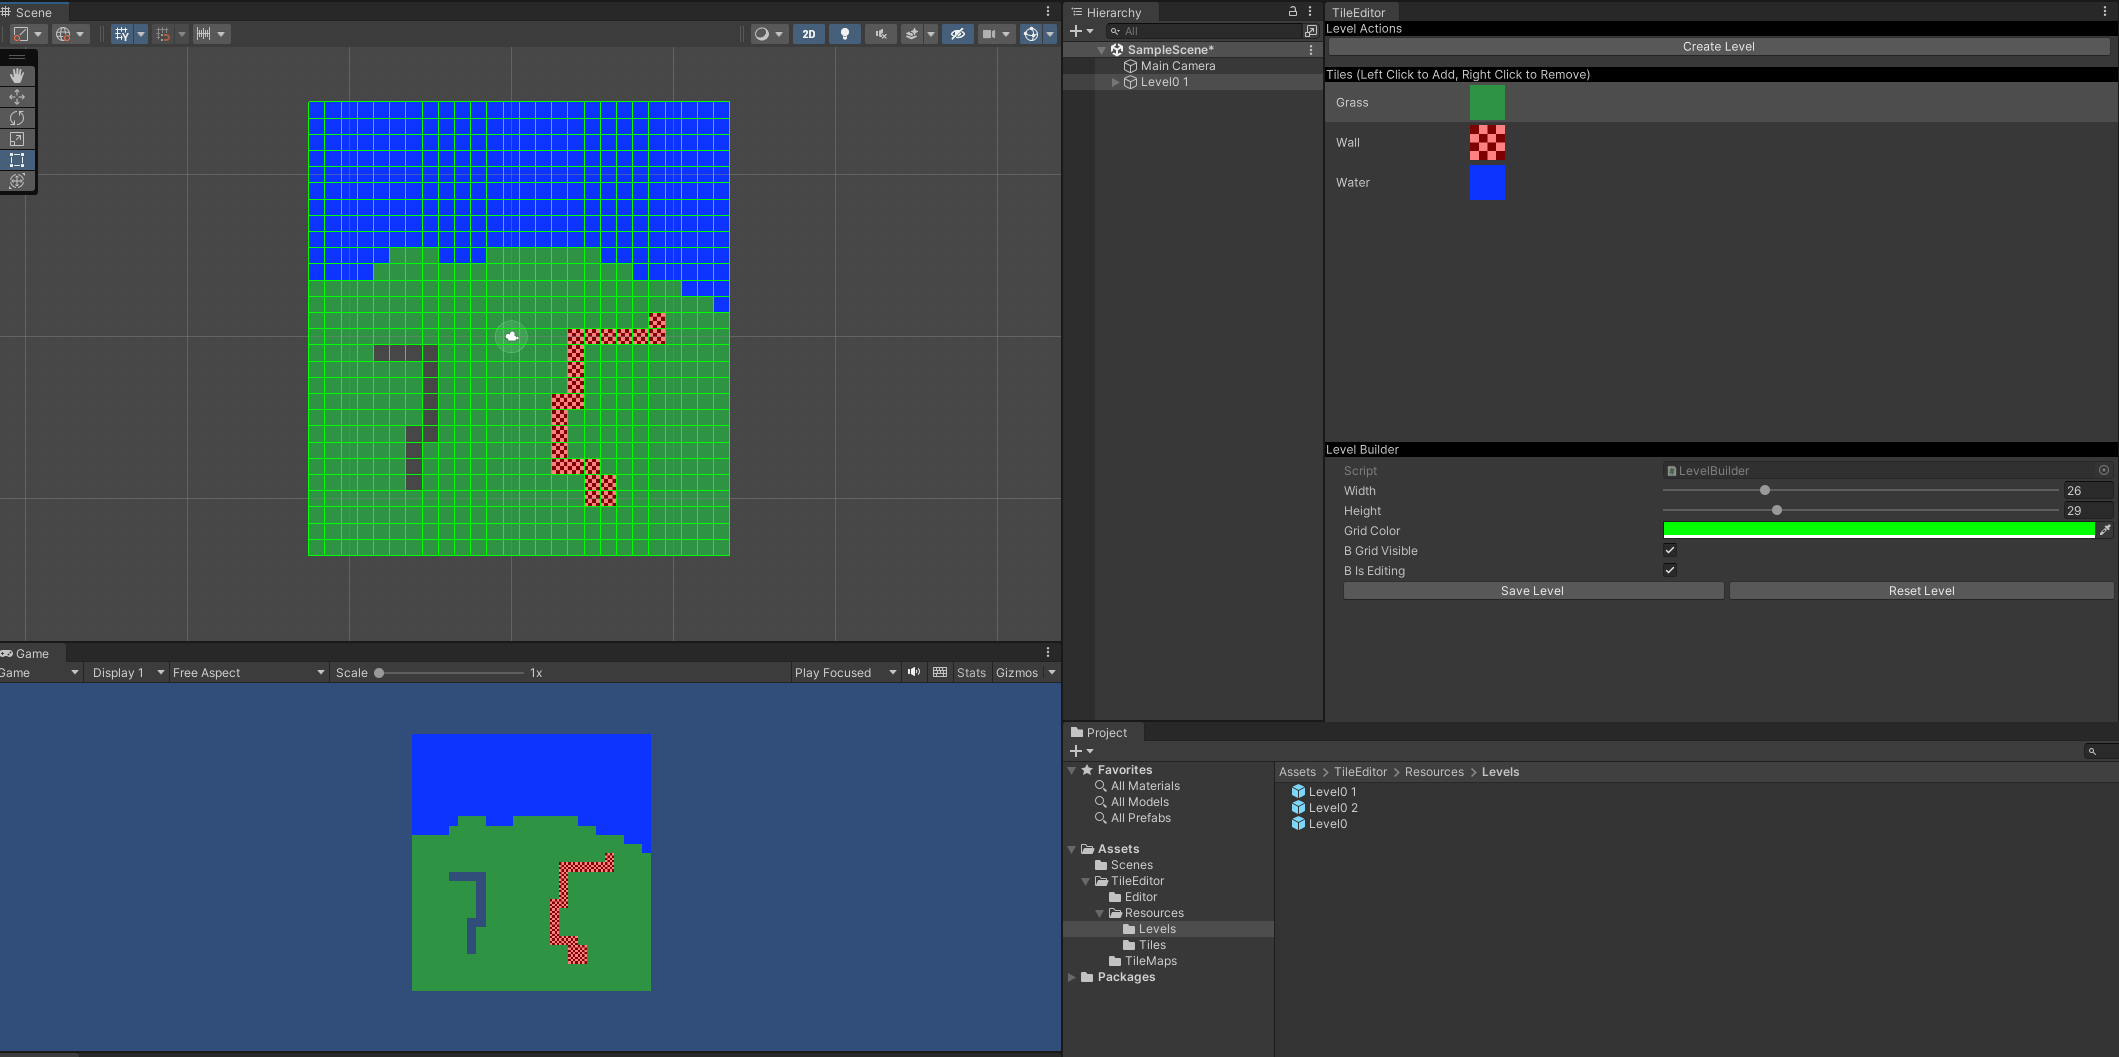 Scene
2D
Game
Game
Display 1
Free Aspect
Scale
1x
Play Focused
Stats
Gizmos
Hierarchy
All
SampleScene*
Main Camera
Level0 1
TileEditor
Level Actions
Create Level
Tiles (Left Click to Add, Right Click to Remove)
Grass
Wall
Water
Level Builder
Script
LevelBuilder
Width
26
Height
29
Grid Color
B Grid Visible
B Is Editing
Save Level
Reset Level
Project
Favorites
All Materials
All Models
All Prefabs
Assets
Scenes
TileEditor
Editor
Resources
Levels
Tiles
TileMaps
Packages
Assets > TileEditor > Resources > Levels
Level0 1
Level0 2
Level0